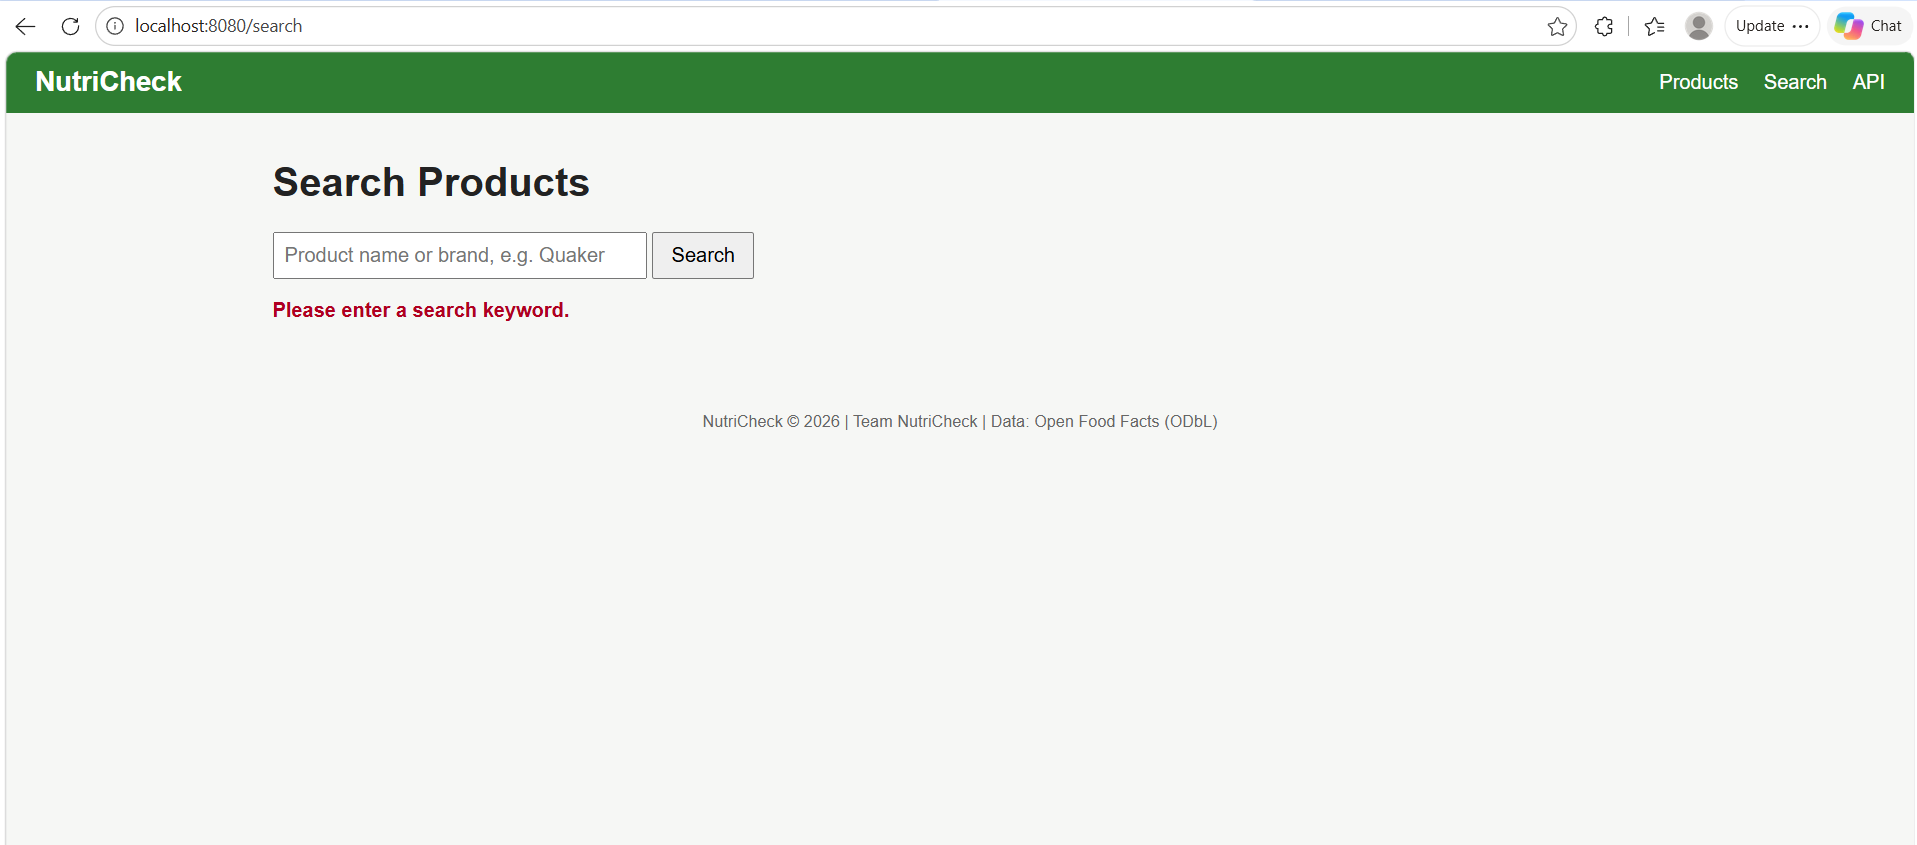 localhost:8080/search
Update
Chat
NutriCheck
Products Search API
Search Products
Product name or brand, e.g. Quaker Search
Please enter a search keyword.
NutriCheck © 2026 | Team NutriCheck | Data: Open Food Facts (ODbL)